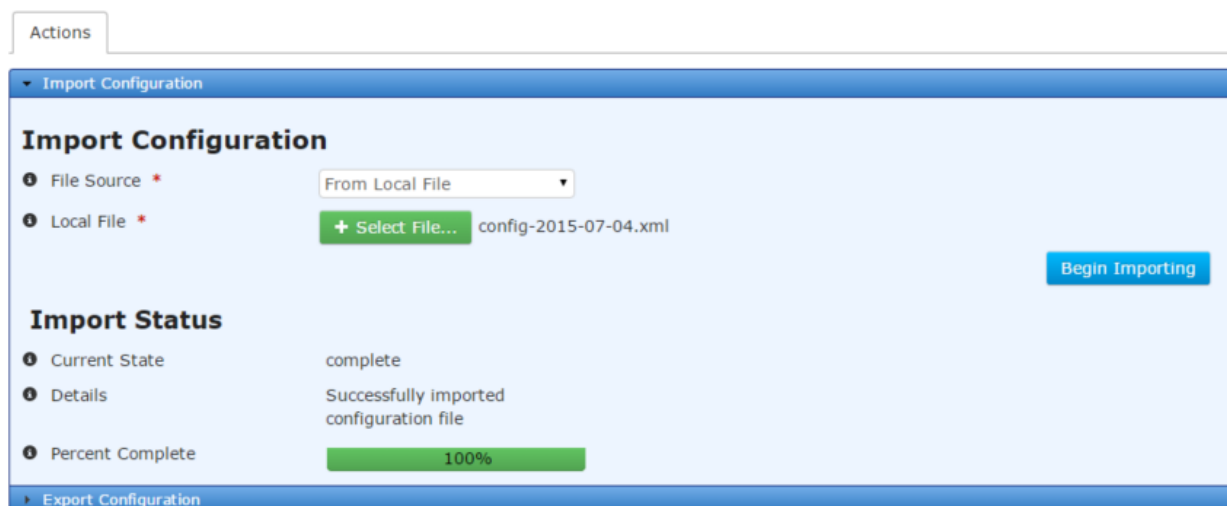 Actions
Import Configuration
Import Configuration
File Source *
From Local File
Local File *
+ Select File...
config-2015-07-04.xml
Begin Importing
Import Status
Current State
complete
Details
Successfully imported
configuration file
Percent Complete
100%
Export Configuration